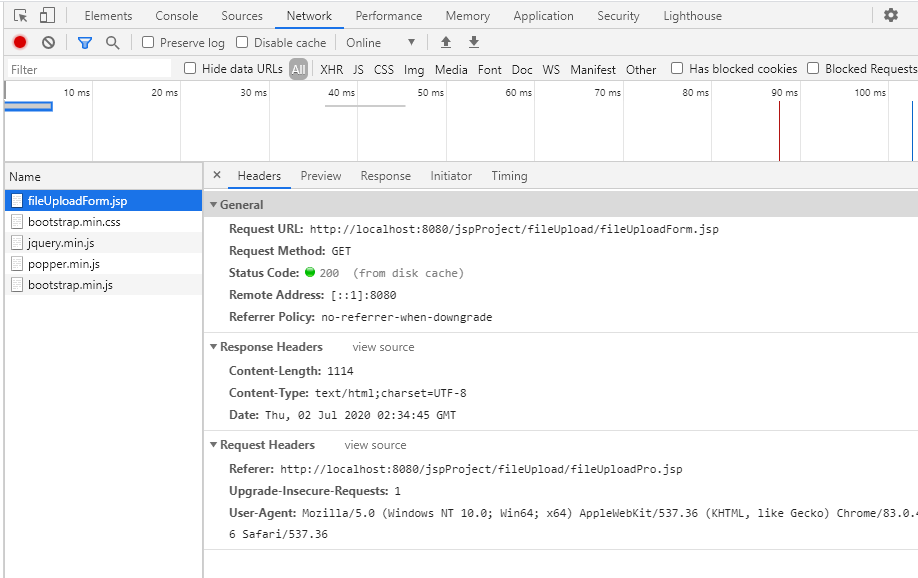 Elements Console Sources Network Performance Memory Application Security Lighthouse
Preserve log Disable cache Online
Filter Hide data URLs All XHR JS CSS Img Media Font Doc WS Manifest Other Has blocked cookies Blocked Requests
10 ms 20 ms 30 ms 40 ms 50 ms 60 ms 70 ms 80 ms 90 ms 100 ms
Name
fileUploadForm.jsp
bootstrap.min.css
jquery.min.js
popper.min.js
bootstrap.min.js
× Headers Preview Response Initiator Timing
General
Request URL: http://localhost:8080/jspProject/fileUpload/fileUploadForm.jsp
Request Method: GET
Status Code: 200 (from disk cache)
Remote Address: [::1]:8080
Referrer Policy: no-referrer-when-downgrade
Response Headers view source
Content-Length: 1114
Content-Type: text/html;charset=UTF-8
Date: Thu, 02 Jul 2020 02:34:45 GMT
Request Headers view source
Referer: http://localhost:8080/jspProject/fileUpload/fileUploadPro.jsp
Upgrade-Insecure-Requests: 1
User-Agent: Mozilla/5.0 (Windows NT 10.0; Win64; x64) AppleWebKit/537.36 (KHTML, like Gecko) Chrome/83.0.4
6 Safari/537.36